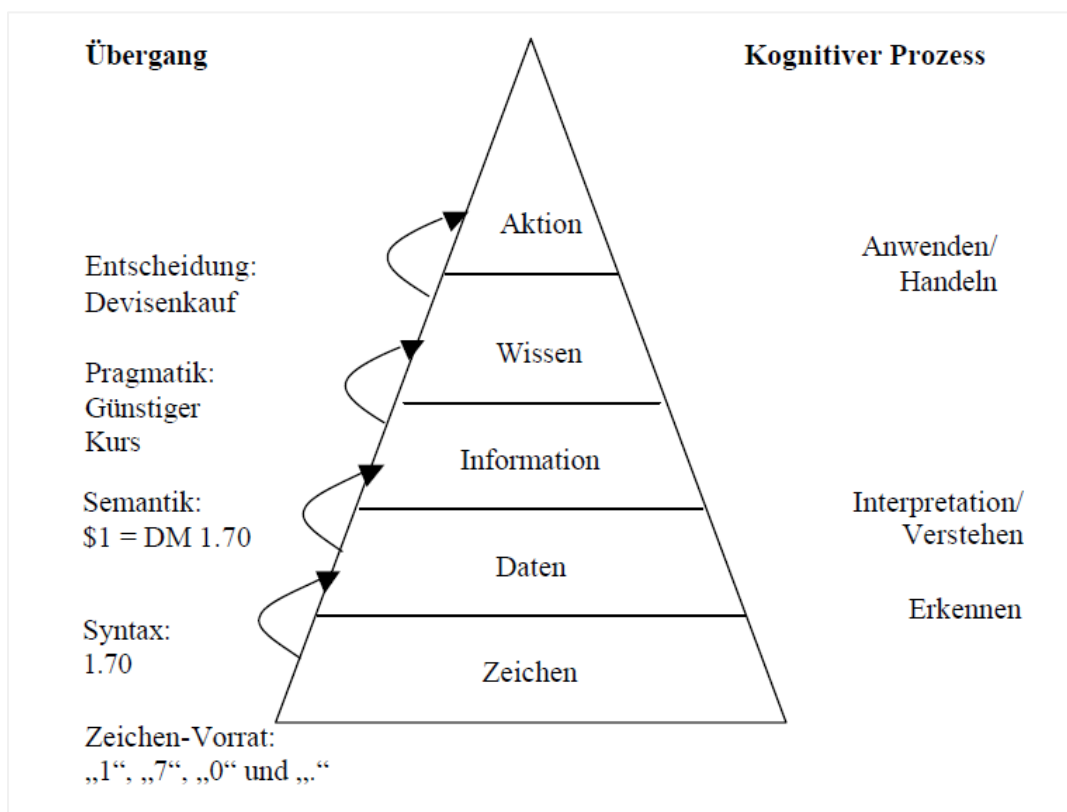 Übergang
Kognitiver Prozess
Aktion
Entscheidung:
Devisenkauf
Anwenden/
Handeln
Wissen
Pragmatik:
Günstiger
Kurs
Information
Semantik:
$1 = DM 1.70
Interpretation/
Verstehen
Daten
Erkennen
Syntax:
1.70
Zeichen
Zeichen-Vorrat:
„1“, „7“, „0“ und „.“